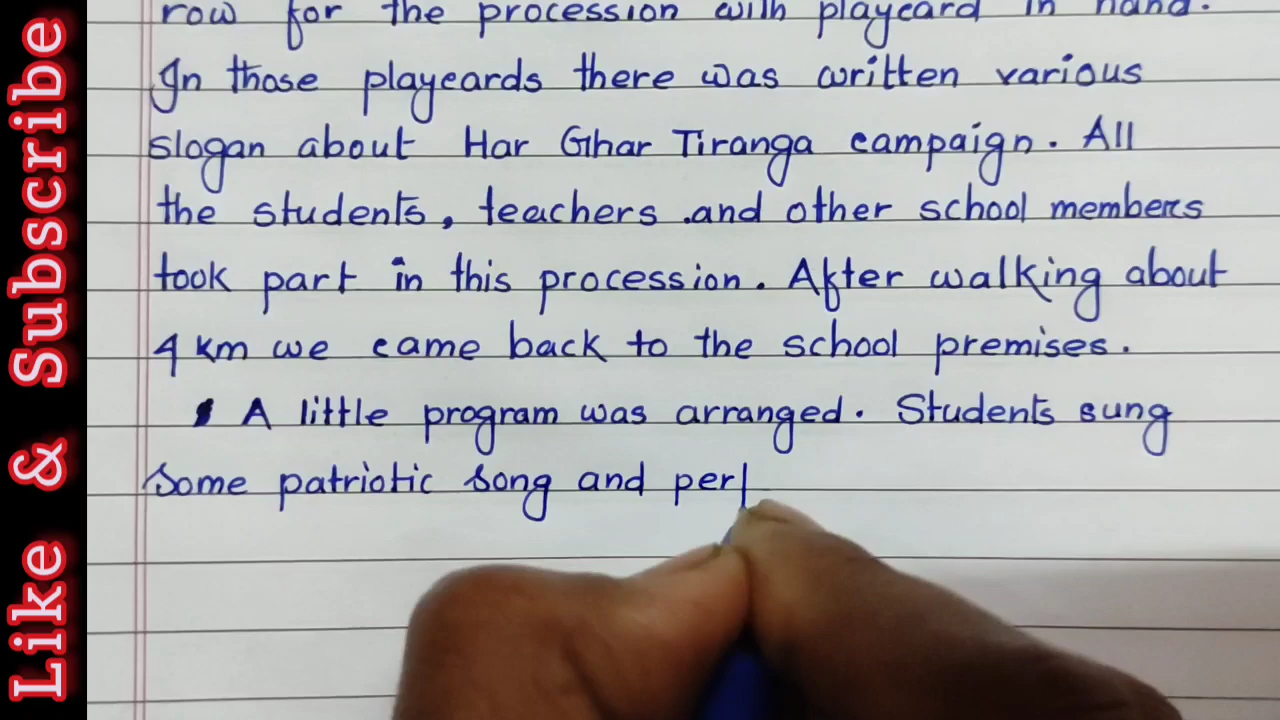 Like & Subscribe
row for the procession with playcard in hand.
In those playcards there was written various
slogan about Har Ghar Tiranga campaign. All
the students, teachers and other school members
took part in this procession. After walking about
4 km we came back to the school premises.
A little program was arranged. Students sung
some patriotic song and per